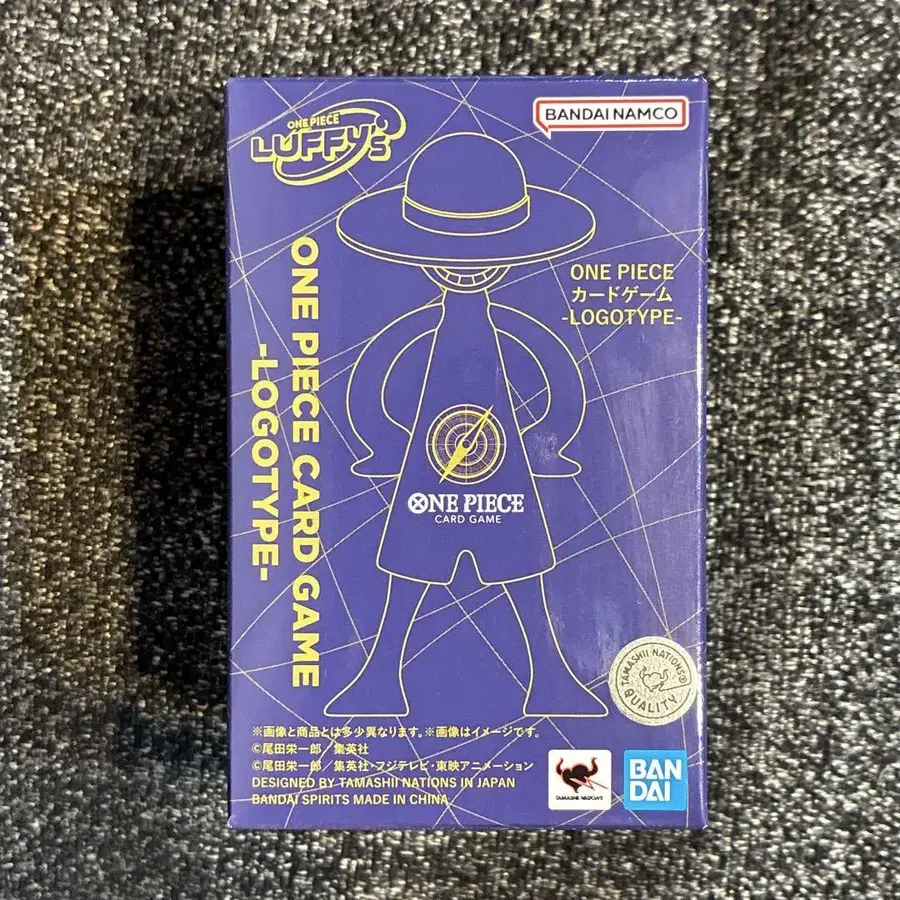 ONE PIECE
LUFFY's
BANDAI NAMCO
ONE PIECE CARD GAME
-LOGOTYPE-
ONE PIECE
カードゲーム
-LOGOTYPE-
ONE PIECE
CARD GAME
TAMASHII NATIONS®
QUALITY
※画像と商品とは多少異なります。※画像はイメージです。
©尾田栄一郎／集英社
©尾田栄一郎／集英社・フジテレビ・東映アニメーション
DESIGNED BY TAMASHII NATIONS IN JAPAN
BANDAI SPIRITS MADE IN CHINA
TAMASHII NATIONS
BAN
DAI